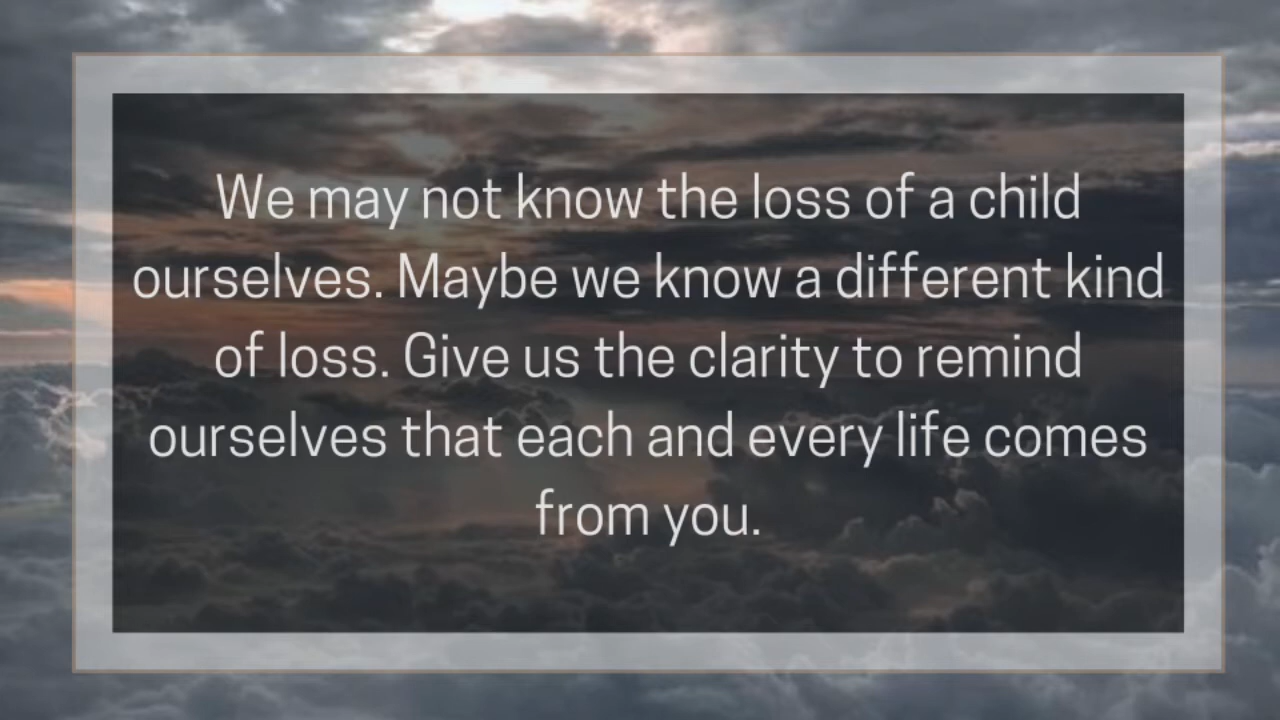 We may not know the loss of a child
ourselves. Maybe we know a different kind
of loss. Give us the clarity to remind
ourselves that each and every life comes
from you.